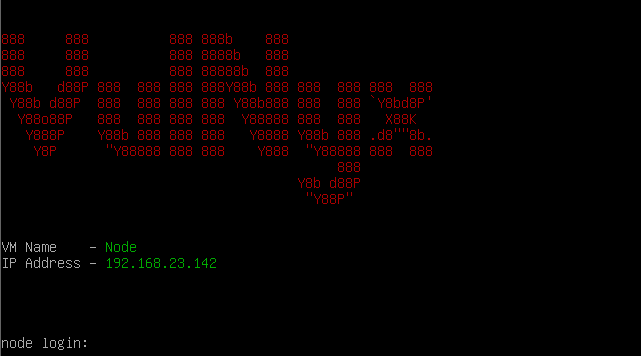 888     888          888 888b    888
888     888          888 8888b   888
888     888          888 88888b  888
Y88b   d88P 888  888 888 888Y88b 888 888  888 888  888
 Y88b d88P  888  888 888 888 Y88b888 888  888 `Y8bd8P'
  Y88o88P   888  888 888 888  Y88888 888  888   X88K
   Y888P    Y88b 888 888 888   Y8888 Y88b 888 .d8""8b.
    Y8P      "Y88888 888 888    Y888  "Y88888 888  888
                                         888
                                    Y8b d88P
                                     "Y88P"
VM Name    - Node
IP Address - 192.168.23.142
node login: